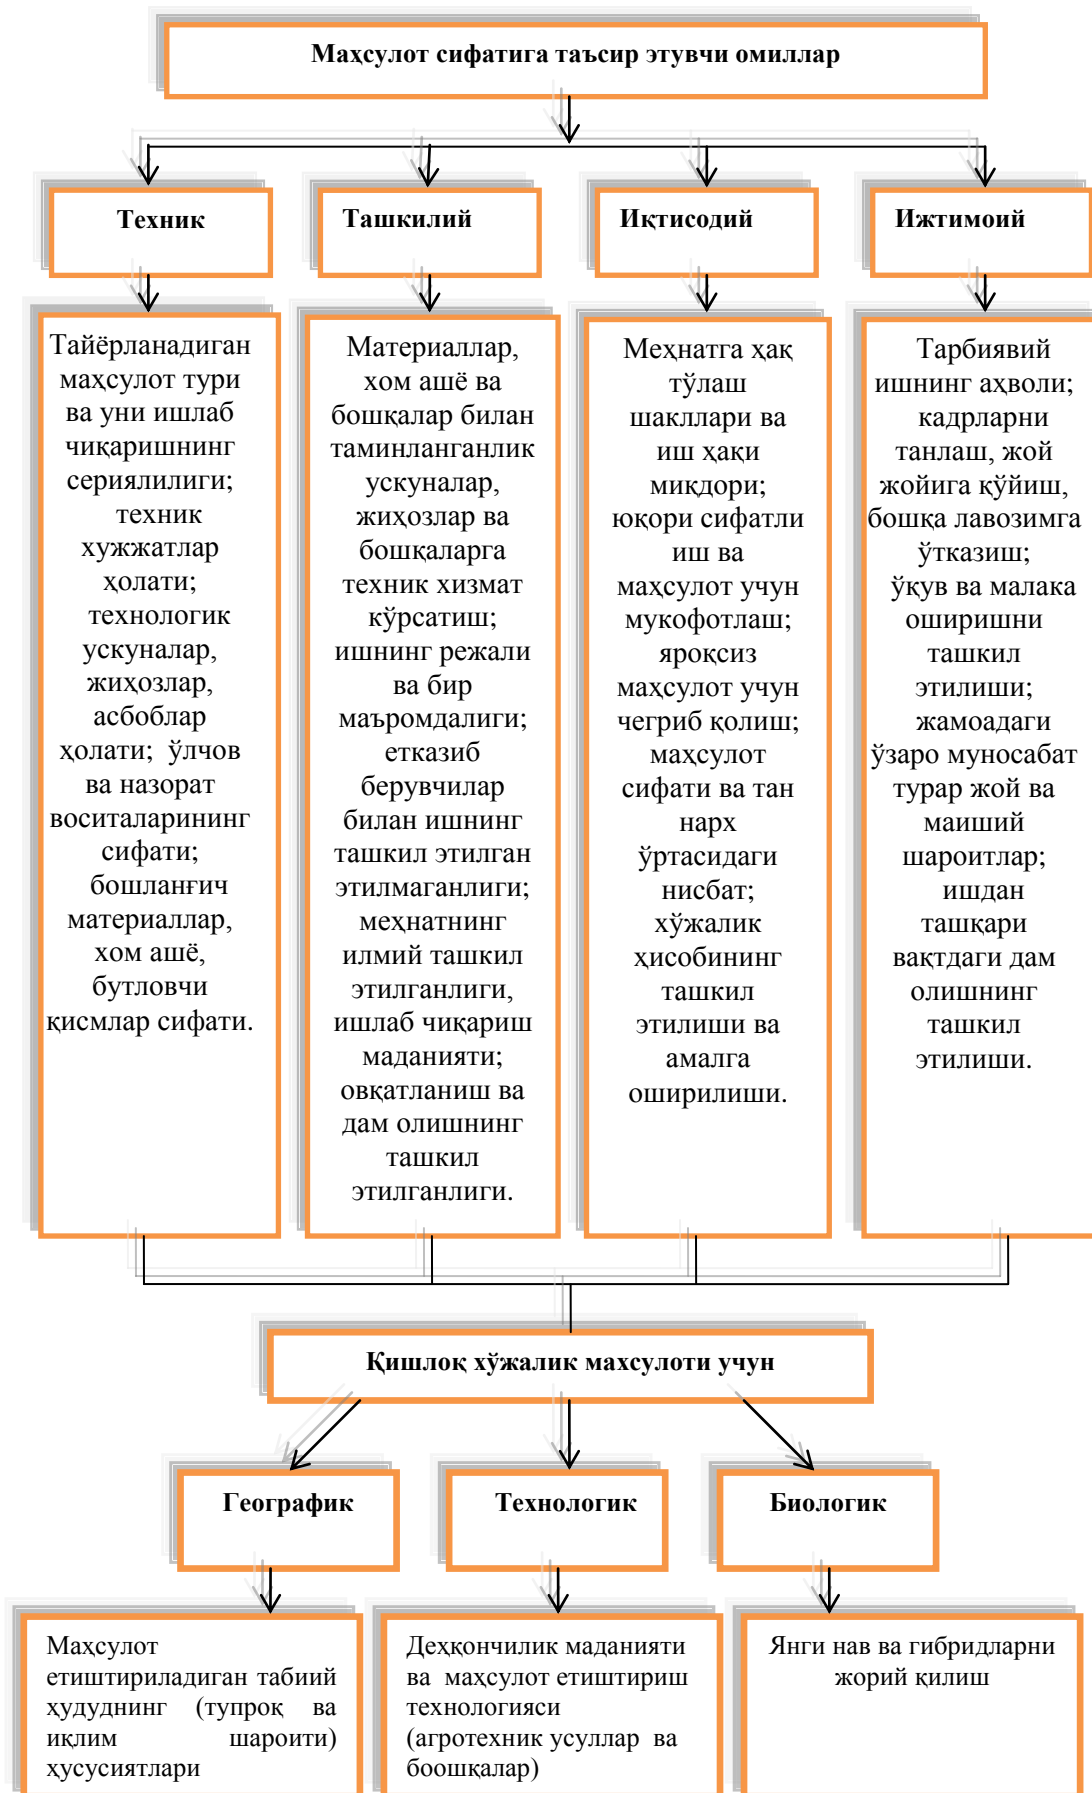 Маҳсулот сифатига таъсир этувчи омиллар
Техник
Ташкилий
Иқтисодий
Ижтимоий
Тайёрланадиган
маҳсулот тури
ва уни ишлаб
чиқаришнинг
сериялилиги;
техник
хужжатлар
ҳолати;
технологик
ускуналар,
жиҳозлар,
асбоблар
ҳолати; ўлчов
ва назорат
воситаларининг
сифати;
бошланғич
материаллар,
хом ашё,
бутловчи
қисмлар сифати.
Материаллар,
хом ашё ва
бошқалар билан
таминланганлик
ускуналар,
жиҳозлар ва
бошқаларга
техник хизмат
кўрсатиш;
ишнинг режали
ва бир
маъромдалиги;
етказиб
берувчилар
билан ишнинг
ташкил этилган
этилмаганлиги;
меҳнатнинг
илмий ташкил
этилганлиги,
ишлаб чиқариш
маданияти;
овқатланиш ва
дам олишнинг
ташкил
этилганлиги.
Меҳнатга ҳақ
тўлаш
шакллари ва
иш ҳақи
миқдори;
юқори сифатли
иш ва
маҳсулот учун
мукофотлаш;
яроқсиз
маҳсулот учун
чегриб қолиш;
маҳсулот
сифати ва тан
нарх
ўртасидаги
нисбат;
хўжалик
ҳисобининг
ташкил
этилиши ва
амалга
оширилиши.
Тарбиявий
ишнинг аҳволи;
кадрларни
танлаш, жой
жойига қўйиш,
бошқа лавозимга
ўтказиш;
ўқув ва малака
оширишни
ташкил
этилиши;
жамоадаги
ўзаро муносабат
турар жой ва
маиший
шароитлар;
ишдан
ташқари
вақтдаги дам
олишнинг
ташкил
этилиши.
Қишлоқ хўжалик махсулоти учун
Географик
Технологик
Биологик
Маҳсулот
етиштириладиган табиий
ҳудуднинг (тупроқ ва
иқлим шароити)
ҳусусиятлари
Деҳқончилик маданияти
ва маҳсулот етиштириш
технологияси
(агротехник усуллар ва
боошқалар)
Янги нав ва гибридларни
жорий қилиш